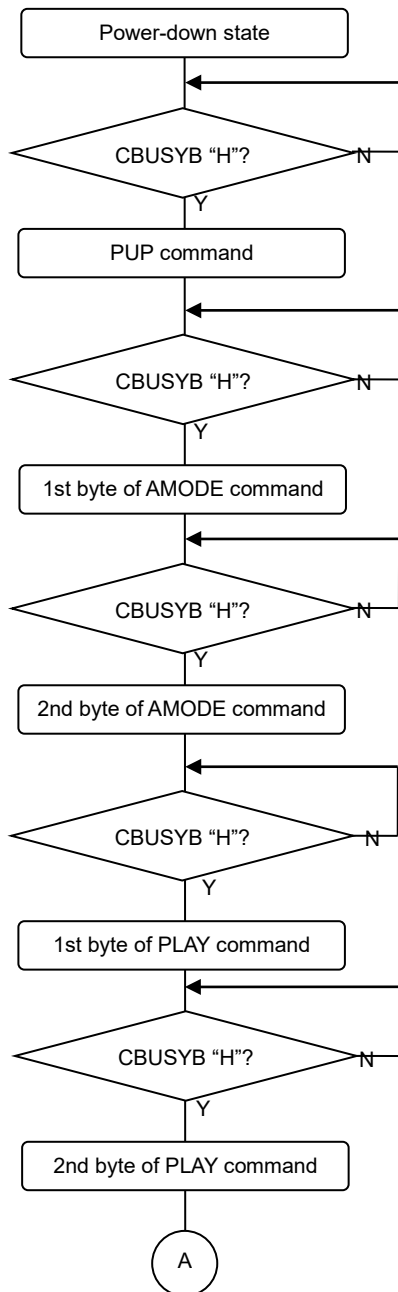 Power-down state
CBUSYB “H”?
N
Y
PUP command
CBUSYB “H”?
N
Y
1st byte of AMODE command
CBUSYB “H”?
N
Y
2nd byte of AMODE command
CBUSYB “H”?
N
Y
1st byte of PLAY command
CBUSYB “H”?
N
Y
2nd byte of PLAY command
A